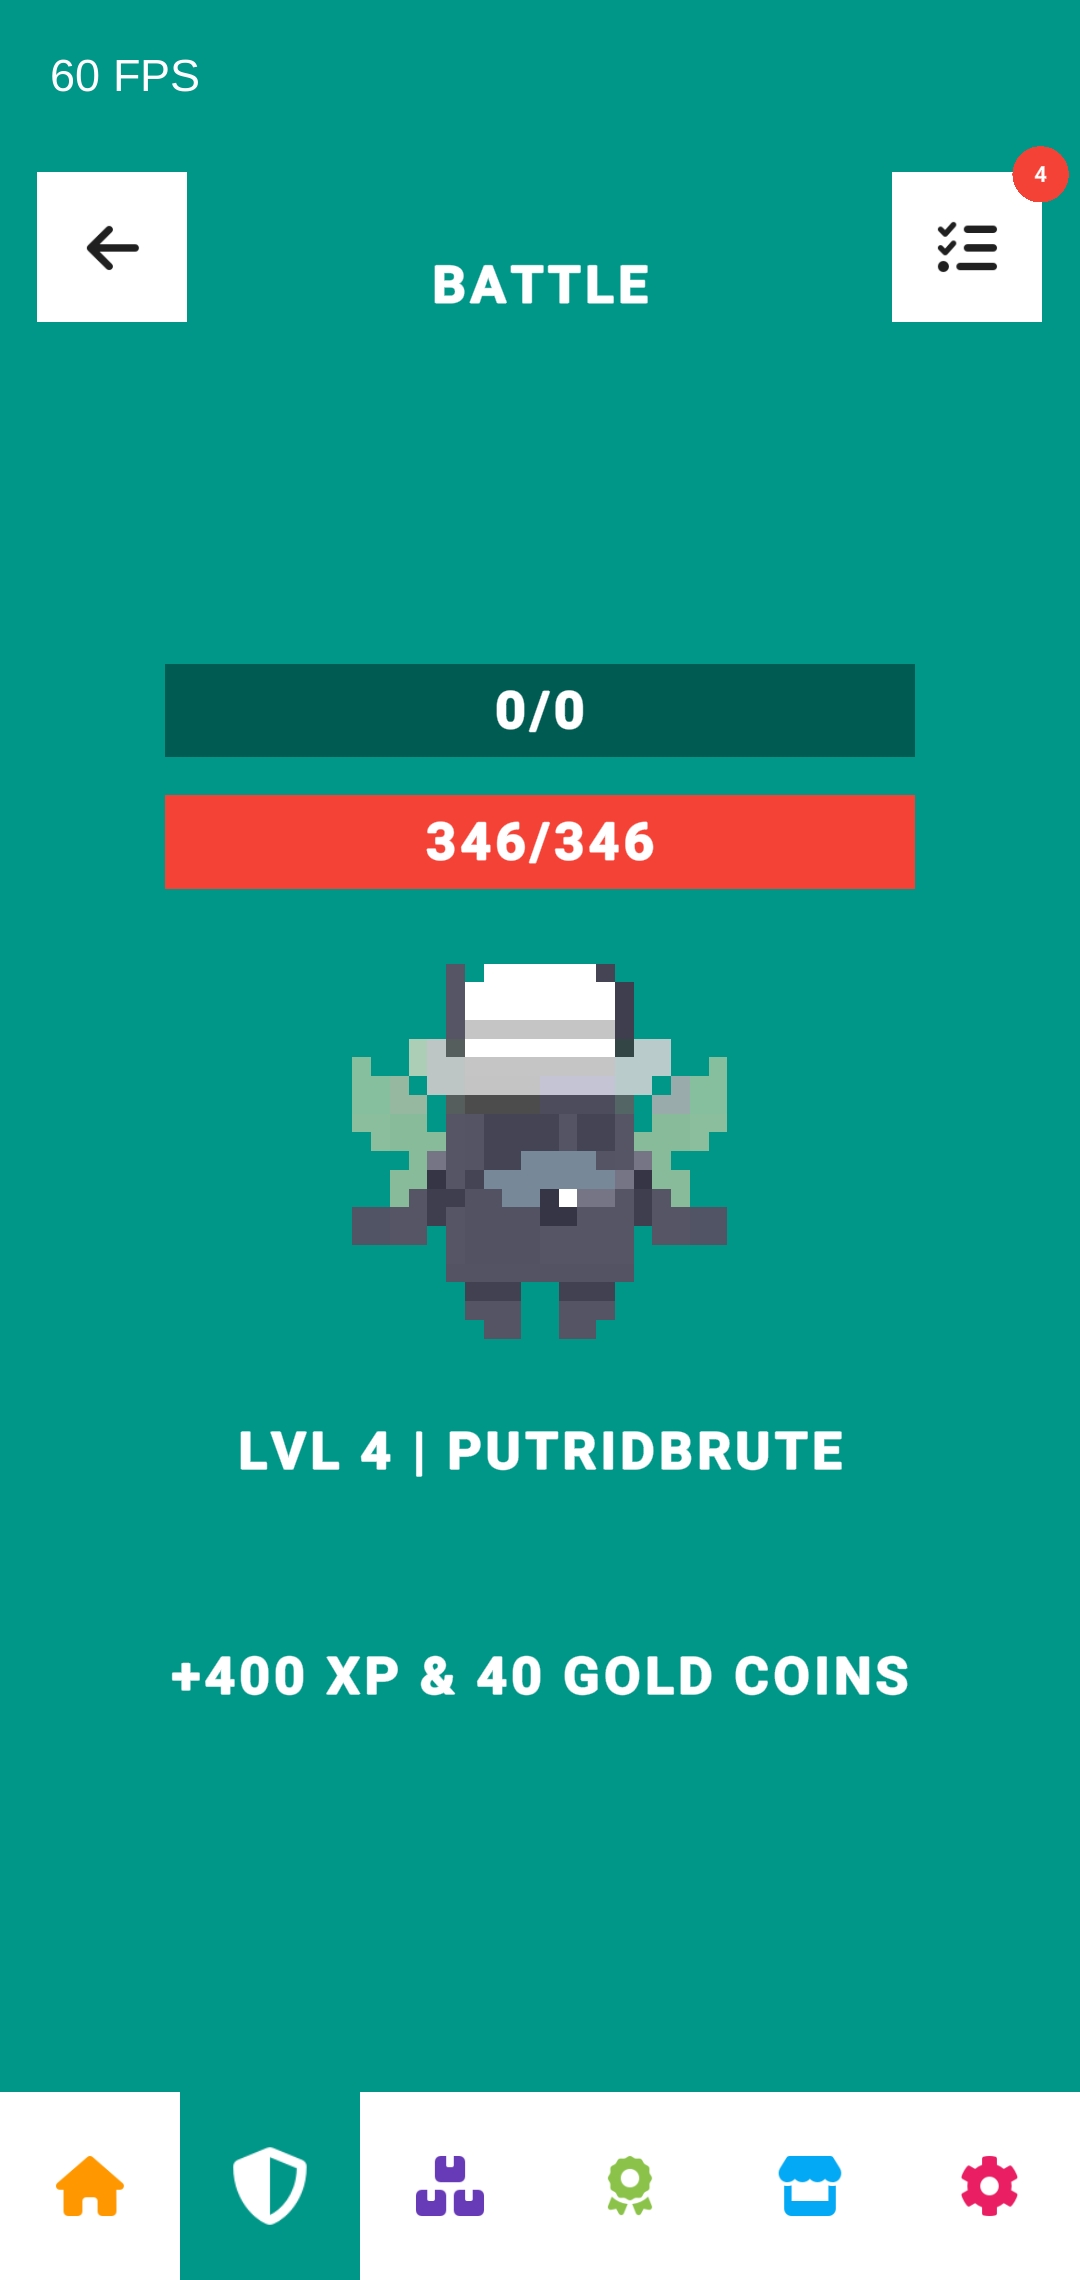 60 FPS
4
BATTLE
0/0
346/346
LVL 4 | PUTRIDBRUTE
+400 XP & 40 GOLD COINS